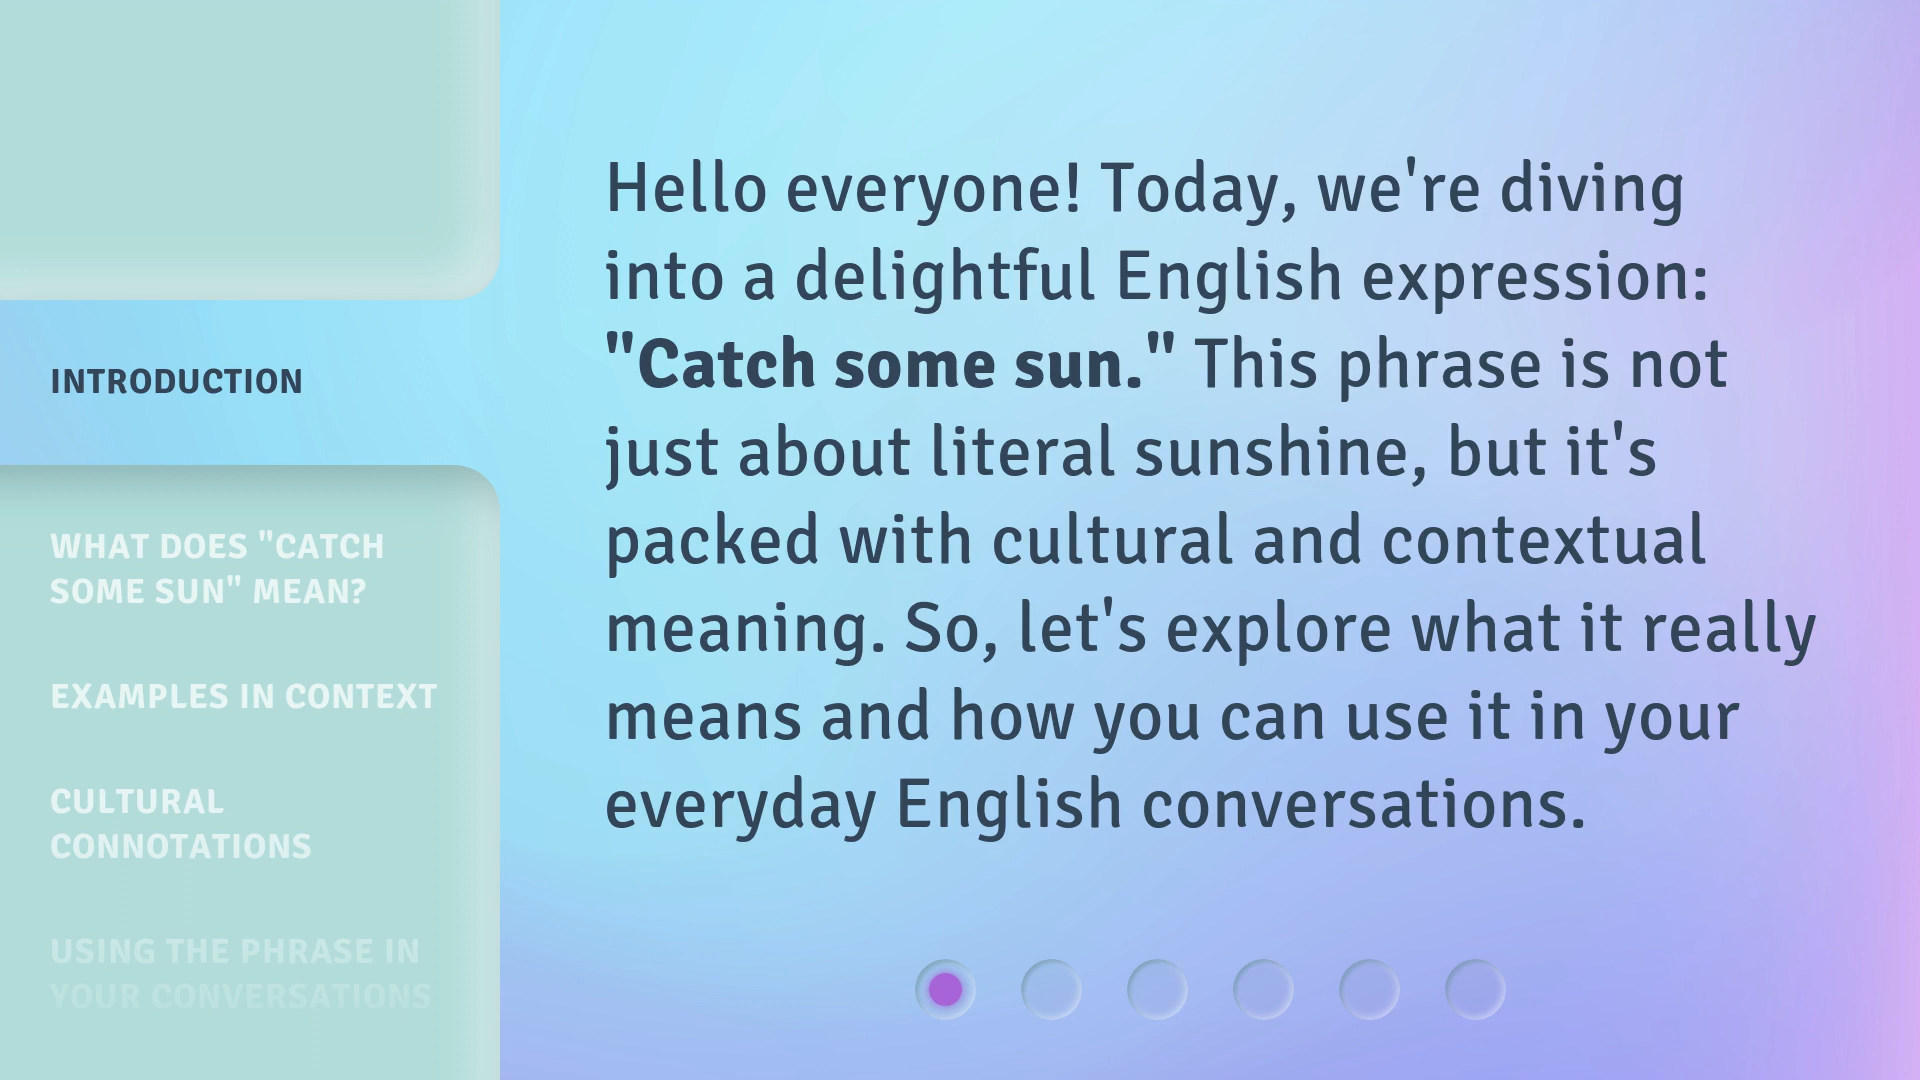 INTRODUCTION
WHAT DOES "CATCH
SOME SUN" MEAN?
EXAMPLES IN CONTEXT
CULTURAL
CONNOTATIONS
USING THE PHRASE IN
YOUR CONVERSATIONS
Hello everyone! Today, we're diving
into a delightful English expression:
"Catch some sun." This phrase is not
just about literal sunshine, but it's
packed with cultural and contextual
meaning. So, let's explore what it really
means and how you can use it in your
everyday English conversations.